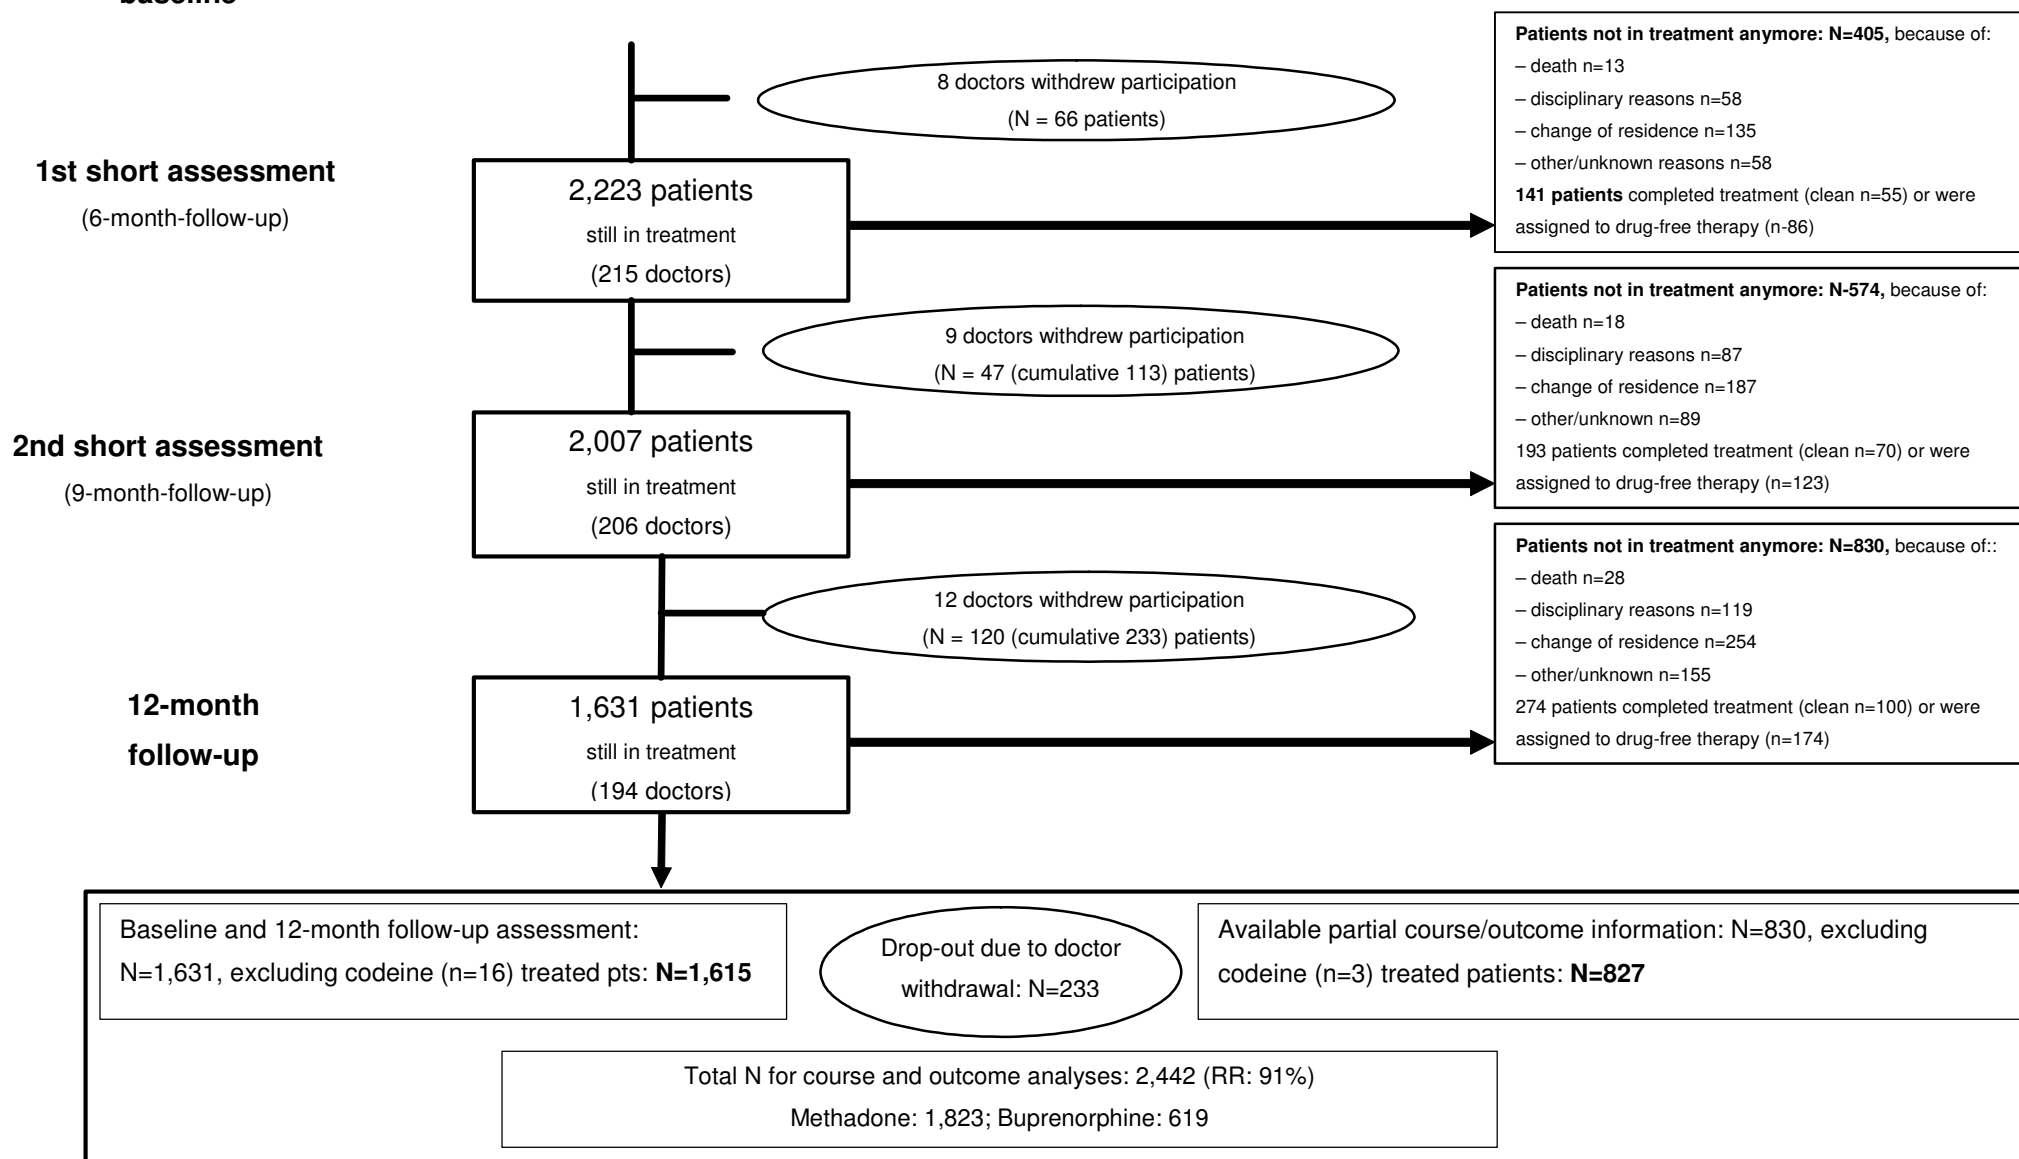 baseline
8 doctors withdrew participation
(N = 66 patients)
Patients not in treatment anymore: N=405, because of:
– death n=13
– disciplinary reasons n=58
– change of residence n=135
– other/unknown reasons n=58
141 patients completed treatment (clean n=55) or were
assigned to drug-free therapy (n-86)
1st short assessment
(6-month-follow-up)
2,223 patients
still in treatment
(215 doctors)
9 doctors withdrew participation
(N = 47 (cumulative 113) patients)
Patients not in treatment anymore: N-574, because of:
– death n=18
– disciplinary reasons n=87
– change of residence n=187
– other/unknown n=89
193 patients completed treatment (clean n=70) or were
assigned to drug-free therapy (n=123)
2nd short assessment
(9-month-follow-up)
2,007 patients
still in treatment
(206 doctors)
12 doctors withdrew participation
(N = 120 (cumulative 233) patients)
Patients not in treatment anymore: N=830, because of::
– death n=28
– disciplinary reasons n=119
– change of residence n=254
– other/unknown n=155
274 patients completed treatment (clean n=100) or were
assigned to drug-free therapy (n=174)
12-month
follow-up
1,631 patients
still in treatment
(194 doctors)
Baseline and 12-month follow-up assessment:
N=1,631, excluding codeine (n=16) treated pts: N=1,615
Drop-out due to doctor
withdrawal: N=233
Available partial course/outcome information: N=830, excluding
codeine (n=3) treated patients: N=827
Total N for course and outcome analyses: 2,442 (RR: 91%)
Methadone: 1,823; Buprenorphine: 619